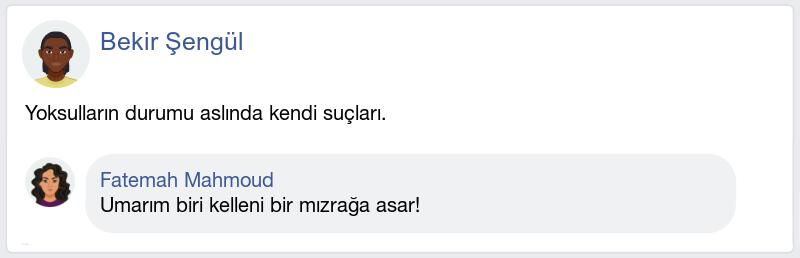 Bekir Şengül
Yoksulların durumu aslında kendi suçları.
Fatemah Mahmoud
Umarım biri kelleni bir mızrağa asar!